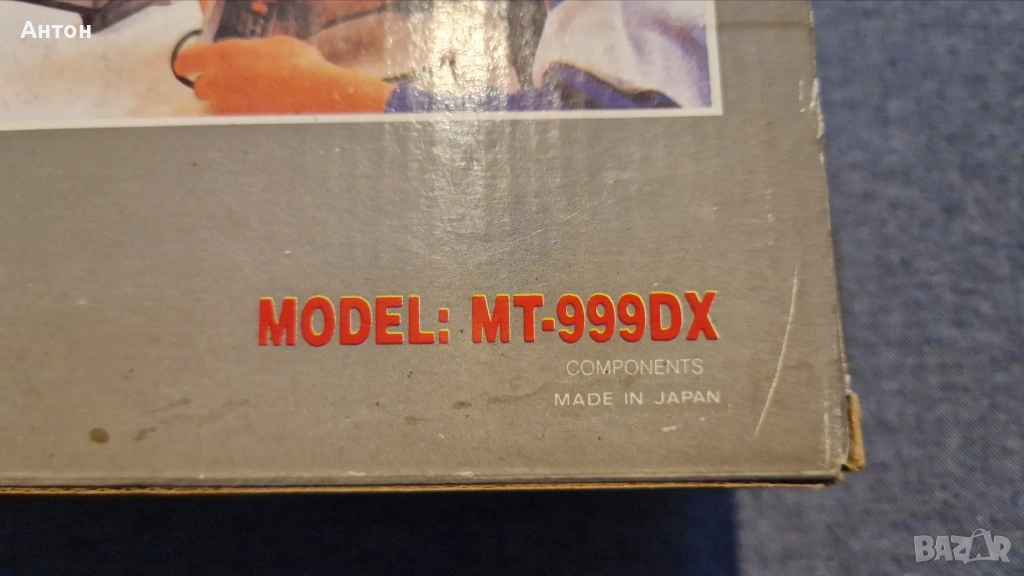 Антон
MODEL: MT-999DX
COMPONENTS
MADE IN JAPAN
BAZAR